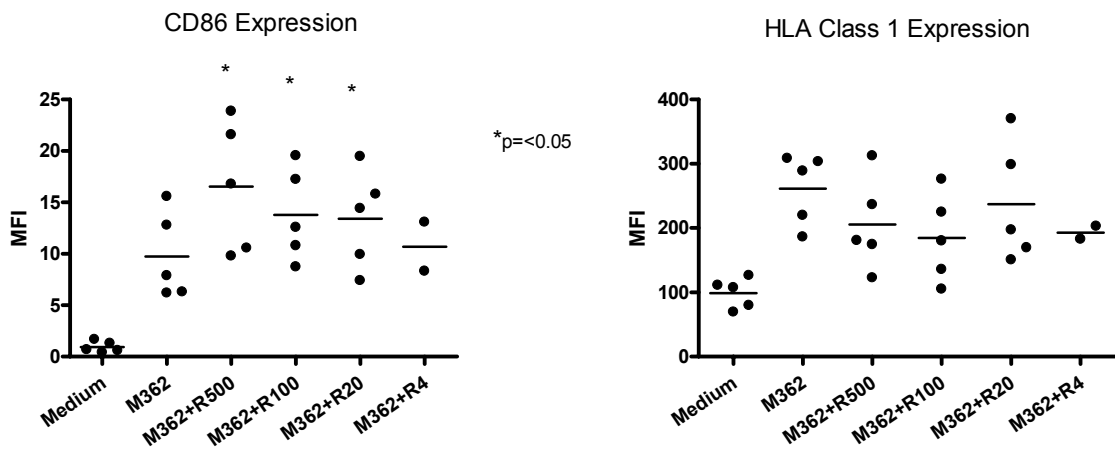 CD86 Expression
* * *
25
20
15
10
5
0
MFI
Medium
M362
M362+R500
M362+R100
M362+R20
M362+R4
*p=<0.05
HLA Class 1 Expression
400
300
200
100
0
MFI
Medium
M362
M362+R500
M362+R100
M362+R20
M362+R4